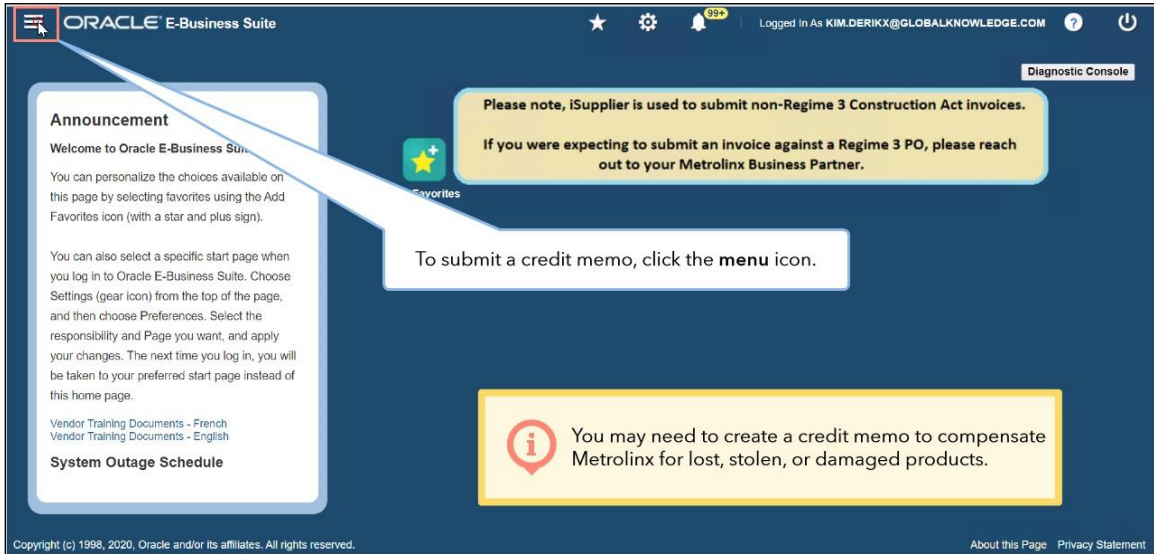 ORACLE E-Business Suite
99+
Logged In As KIM.DERIKX@GLOBALKNOWLEDGE.COM
?
Diagnostic Console
Announcement
Welcome to Oracle E-Business
You can personalize the choices available on
this page by selecting favorites using the Add
Favorites icon (with a star and plus sign).
You can also select a specific start page when
you log in to Oracle E-Business Suite. Choose
Settings (gear icon) from the top of the page,
and then choose Preferences. Select the
responsibility and Page you want, and apply
your changes. The next time you log in, you will
be taken to your preferred start page instead of
this home page.
Vendor Training Documents - French
Vendor Training Documents - English
System Outage Schedule
Favorites
Please note, iSupplier is used to submit non-Regime 3 Construction Act invoices.
If you were expecting to submit an invoice against a Regime 3 PO, please reach
out to your Metrolinx Business Partner.
To submit a credit memo, click the menu icon.
i
You may need to create a credit memo to compensate
Metrolinx for lost, stolen, or damaged products.
Copyright (c) 1998, 2020, Oracle and/or its affiliates. All rights reserved.
About this Page Privacy Statement